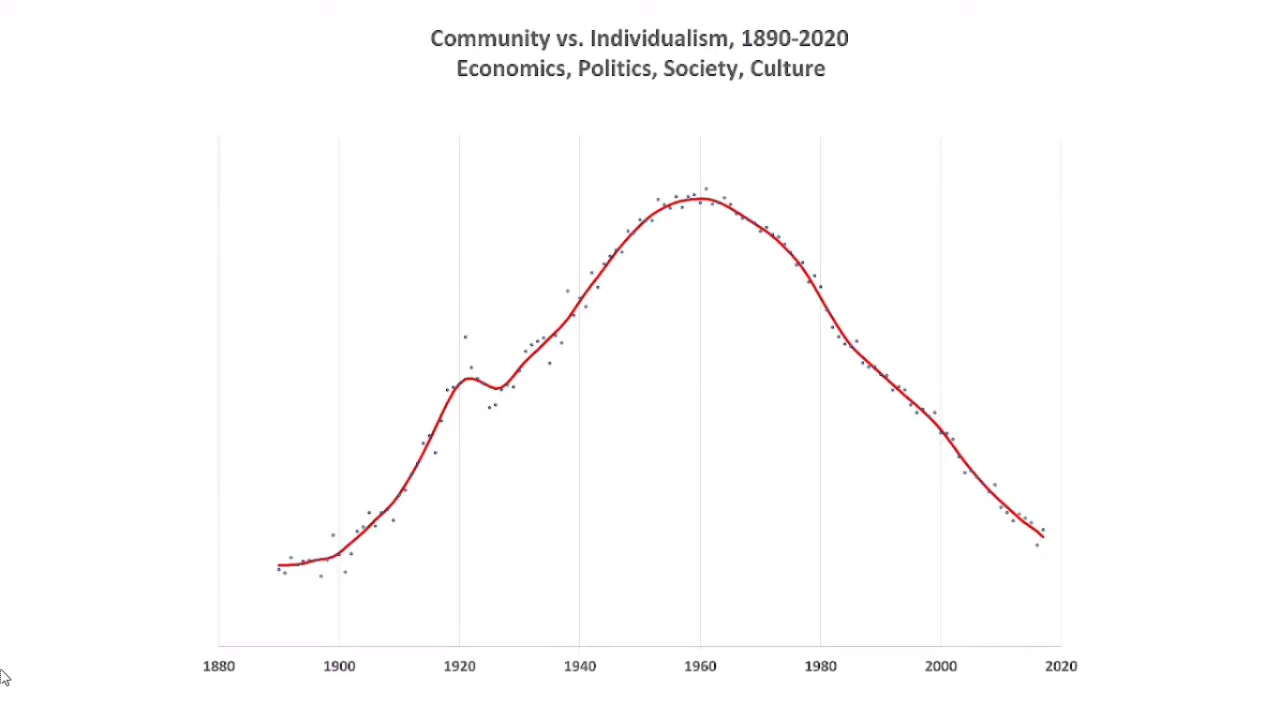 Community vs. Individualism, 1890-2020
Economics, Politics, Society, Culture
1880 1900 1920 1940 1960 1980 2000 2020